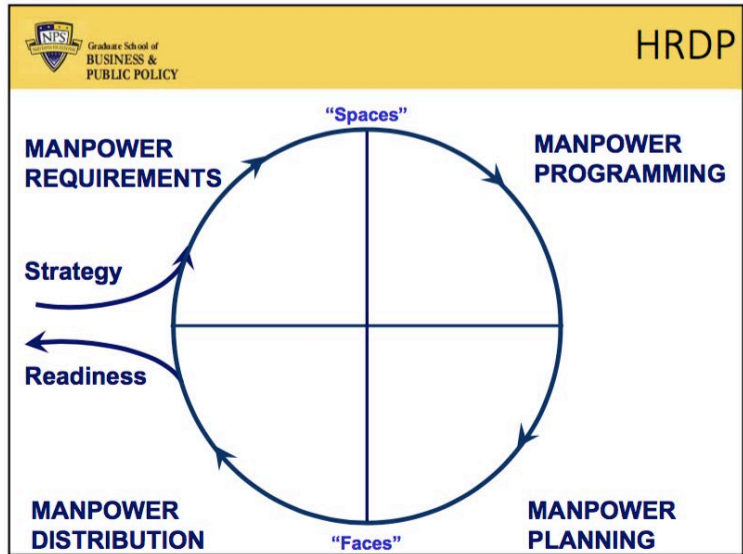 NPS
Graduate School of
BUSINESS &
PUBLIC POLICY
HRDP
“Spaces”
MANPOWER
REQUIREMENTS
MANPOWER
PROGRAMMING
Strategy
Readiness
MANPOWER
DISTRIBUTION
“Faces”
MANPOWER
PLANNING